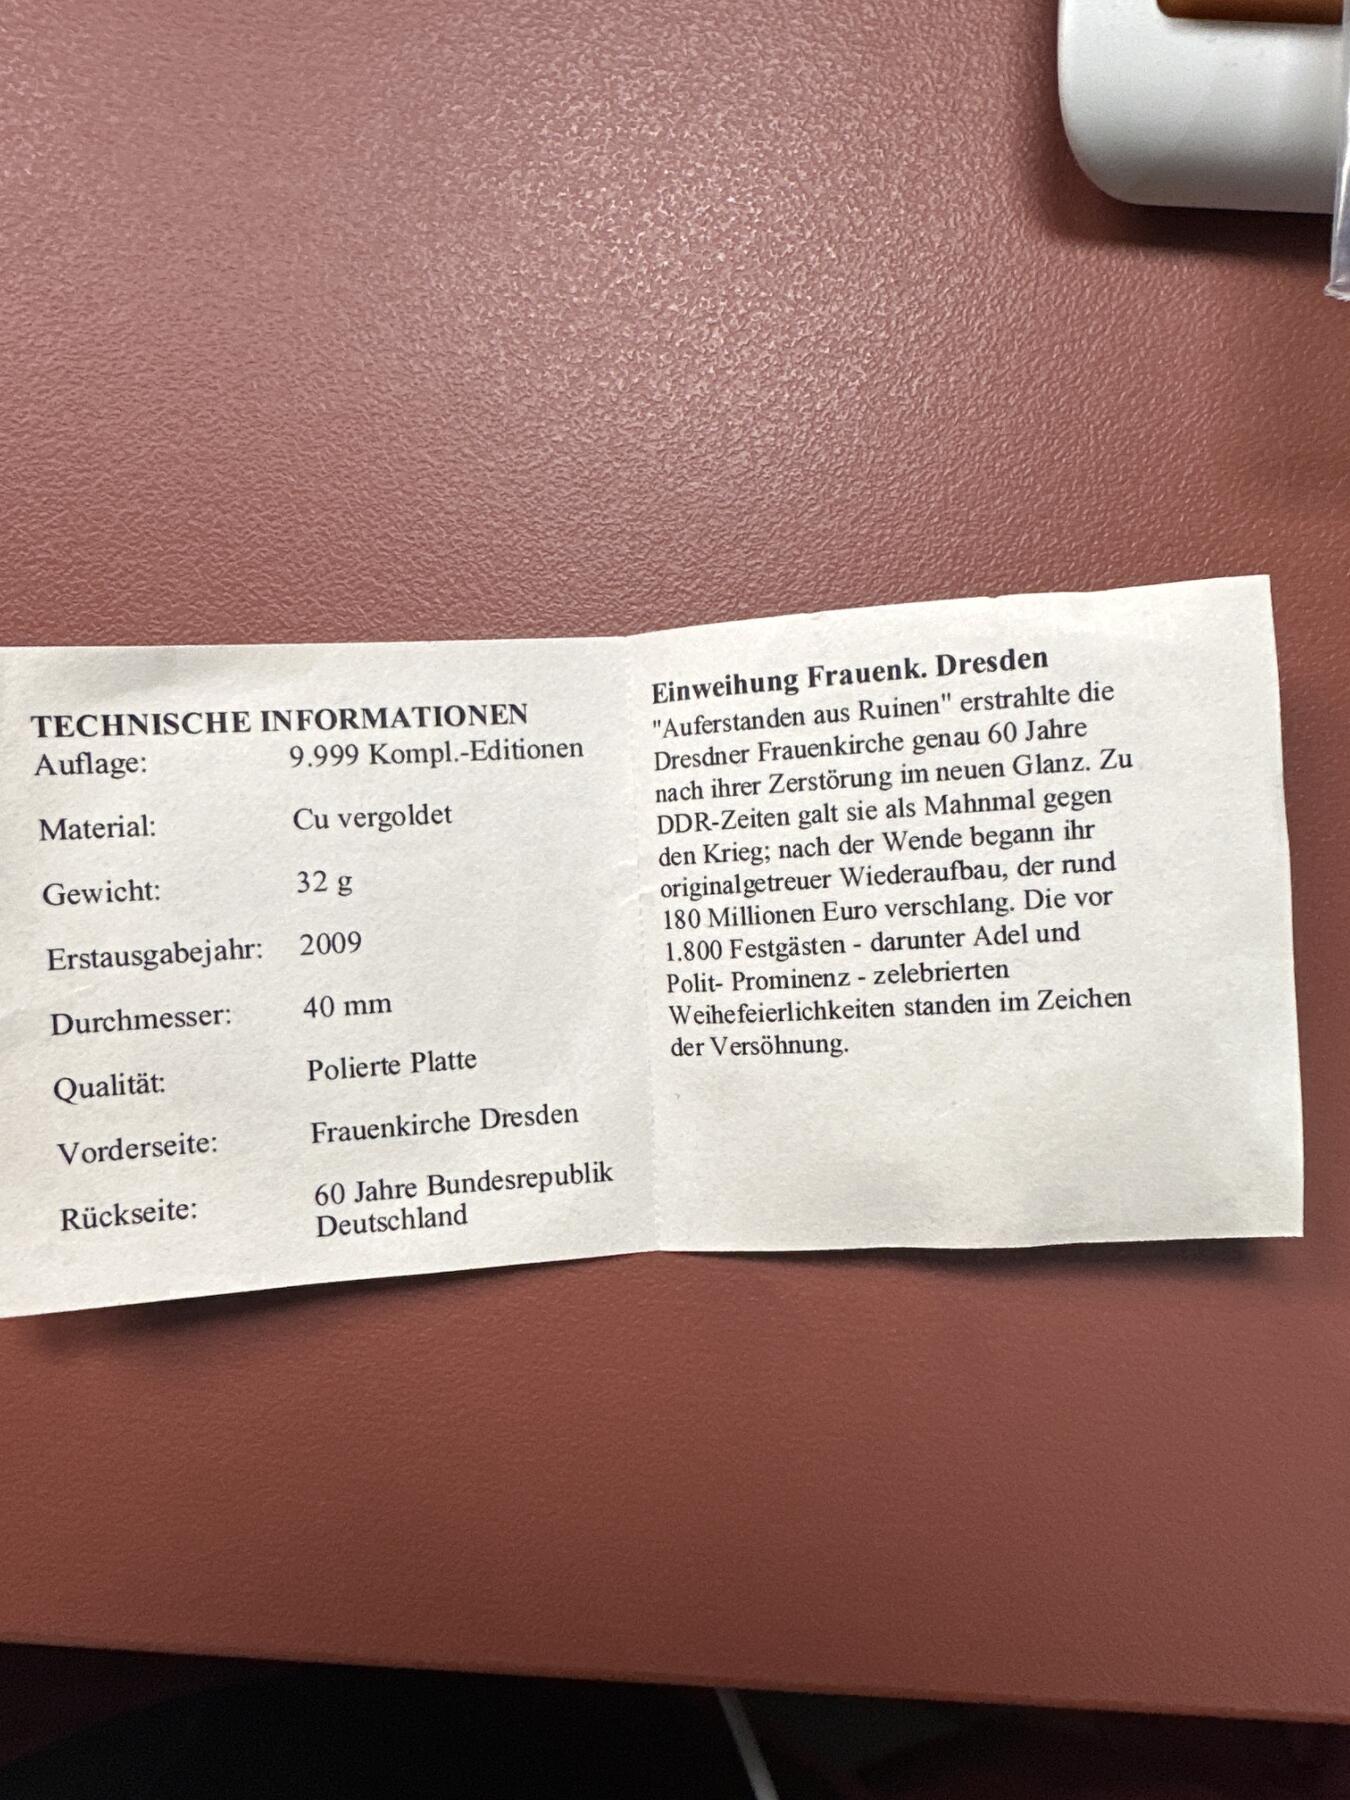 TECHNISCHE INFORMATIONEN
Auflage: 9.999 Kompl.-Editionen
Material: Cu vergoldet
Gewicht: 32 g
Erstausgabejahr: 2009
Durchmesser: 40 mm
Qualität: Polierte Platte
Vorderseite: Frauenkirche Dresden
Rückseite: 60 Jahre Bundesrepublik
Deutschland
Einweihung Frauenk. Dresden
"Auferstanden aus Ruinen" erstrahlte die
Dresdner Frauenkirche genau 60 Jahre
nach ihrer Zerstörung im neuen Glanz. Zu
DDR-Zeiten galt sie als Mahnmal gegen
den Krieg; nach der Wende begann ihr
originalgetreuer Wiederaufbau, der rund
180 Millionen Euro verschlang. Die vor
1.800 Festgästen - darunter Adel und
Polit- Prominenz - zelebrierten
Weihefeierlichkeiten standen im Zeichen
der Versöhnung.